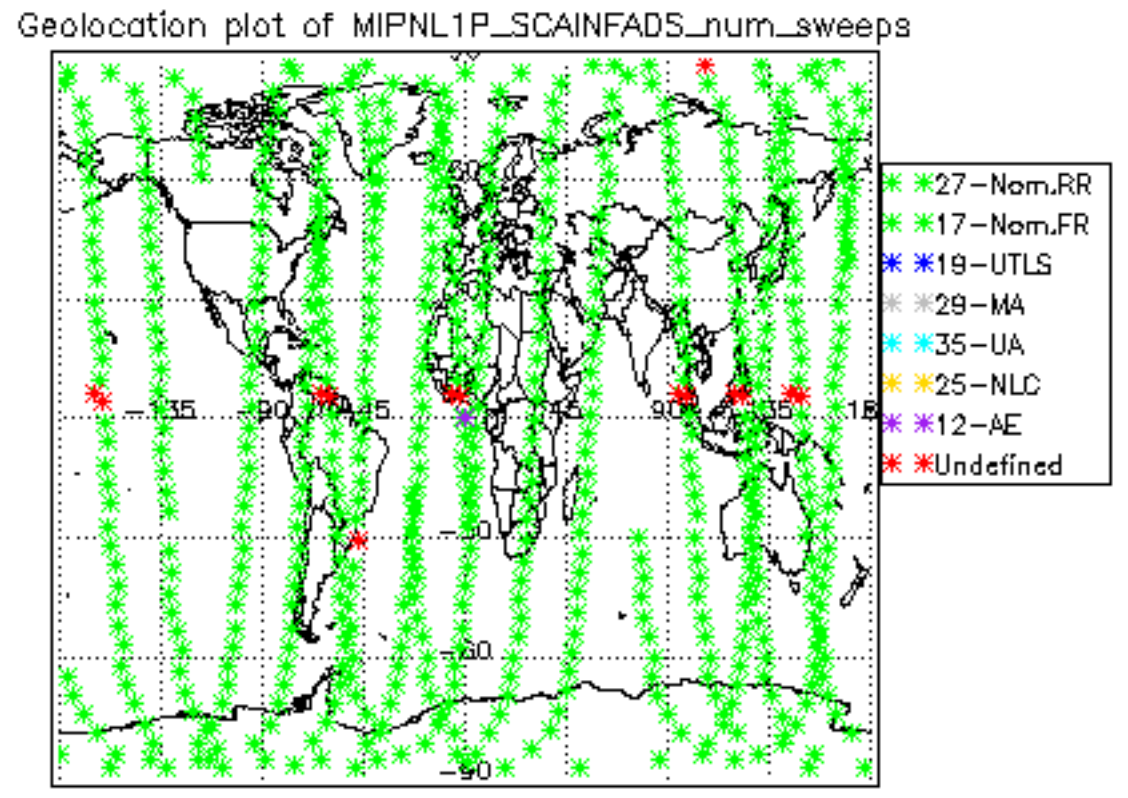 Geolocation plot of MIPNL1P_SCAINFADS_num_sweeps
60
-135 -90 -45 45 90 135 18
-30
-60
-90
27-Nom.RR
17-Nom.FR
19-UTLS
29-MA
35-UA
25-NLC
12-AE
Undefined